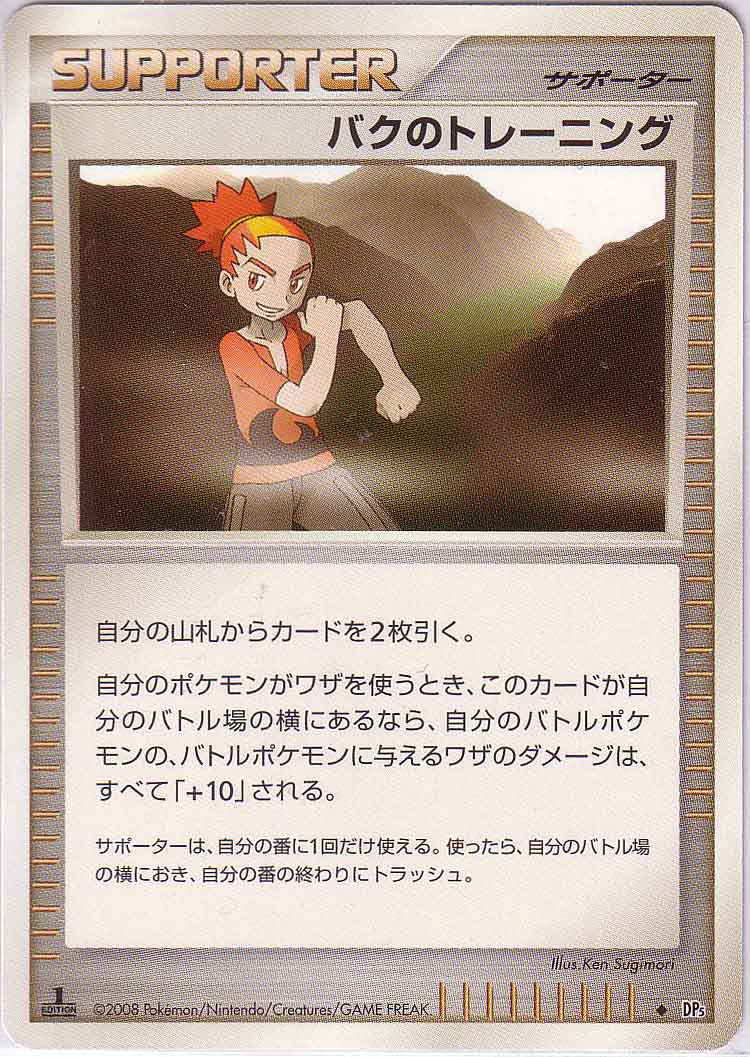 SUPPORTER
サポーター
バクのトレーニング
自分の山札からカードを2枚引く。
自分のポケモンがワザを使うとき、このカードが自
分のバトル場の横にあるなら、自分のバトルポケ
モンの、バトルポケモンに与えるワザのダメージは、
すべて「+10」される。
サポーターは、自分の番に1回だけ使える。使ったら、自分のバトル場
の横におき、自分の番の終わりにトラッシュ。
Illus.Ken Sugimori
1 EDITION ©2008 Pokémon/Nintendo/Creatures/GAME FREAK ◆ DP5